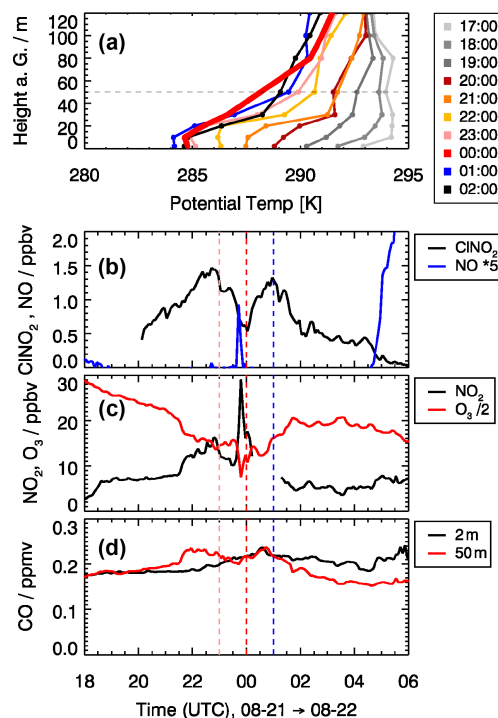 120
100
80
60
40
20
0
Height a. G. / m
(a)
280
285
290
295
Potential Temp [K]
17:00
18:00
19:00
20:00
21:00
22:00
23:00
00:00
01:00
02:00
2.0
1.5
1.0
0.5
0.0
ClNO2 , NO / ppbv
(b)
ClNO2
NO *5
30
20
10
0
NO2, O3 / ppbv
(c)
NO2
O3 /2
0.3
0.2
0.1
0.0
CO / ppmv
(d)
2 m
50 m
18
20
22
00
02
04
06
Time (UTC), 08-21 → 08-22